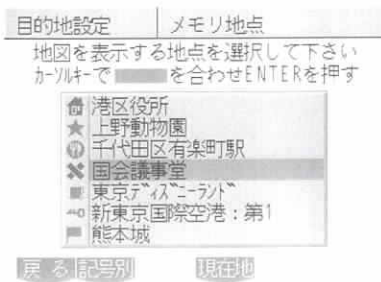 目的地設定 メモリ地点
地図を表示する地点を選択して下さい
カーソルキーで を合わせENTERを押す
港区役所
上野動物園
千代田区有楽町駅
国会議事堂
東京ディズニーランド
新東京国際空港：第1
熊本城
戻る 記号別 現在地